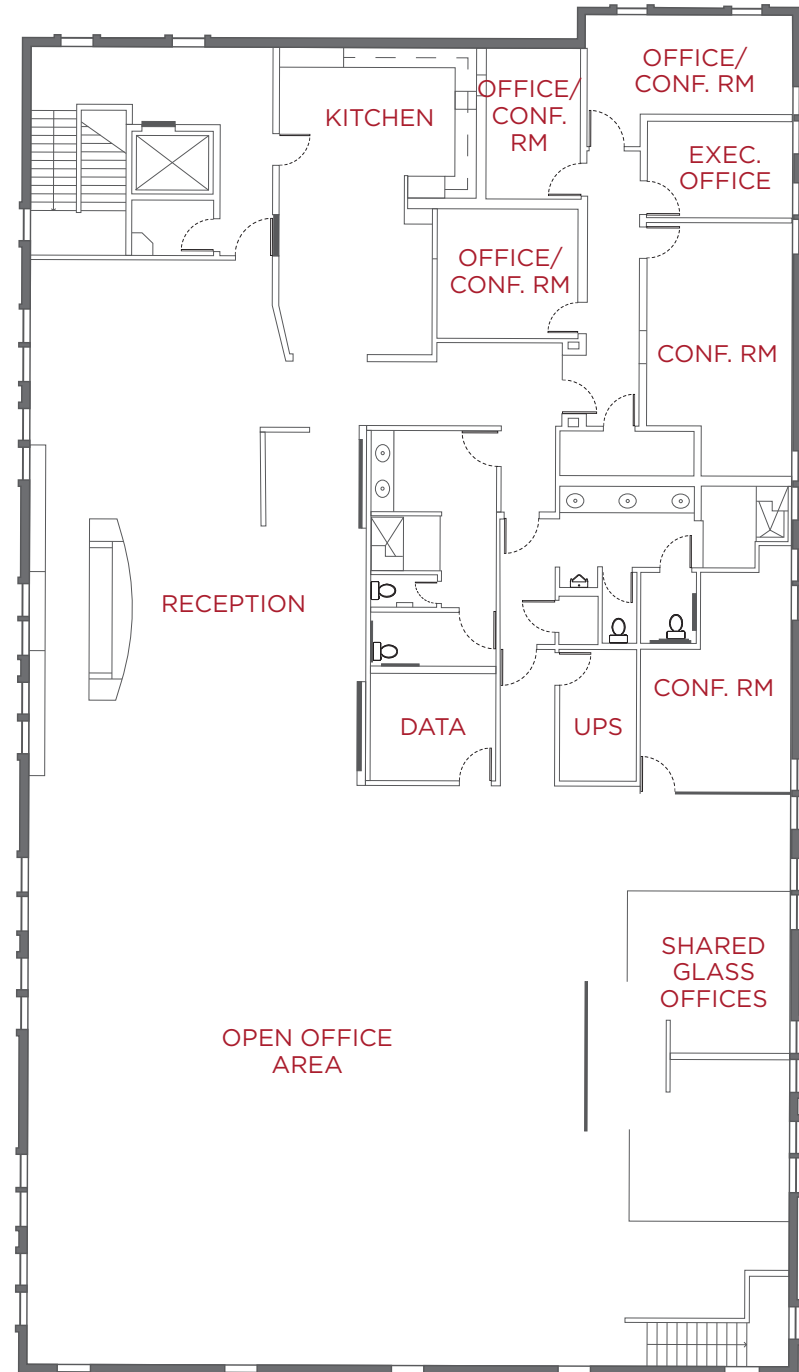 OFFICE/
CONF. RM
KITCHEN
OFFICE/
CONF.
RM
EXEC.
OFFICE
OFFICE/
CONF. RM
CONF. RM
RECEPTION
CONF. RM
DATA
UPS
SHARED
GLASS
OFFICES
OPEN OFFICE
AREA